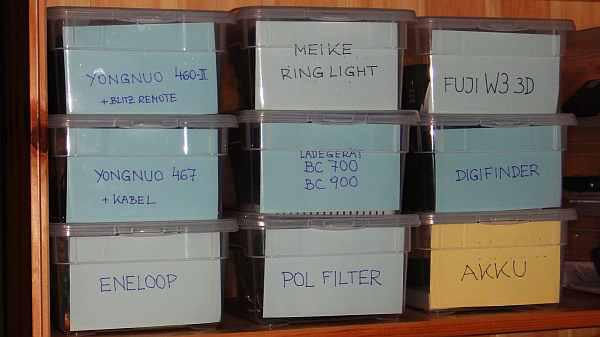 YONGNUO 460-II
+ BLITZ REMOTE
MEIKE
RING LIGHT
FUJI W3 3D
YONGNUO 467
+ KABEL
LADEGERÄT
BC 700
BC 900
DIGIFINDER
ENELOOP
POL FILTER
AKKU